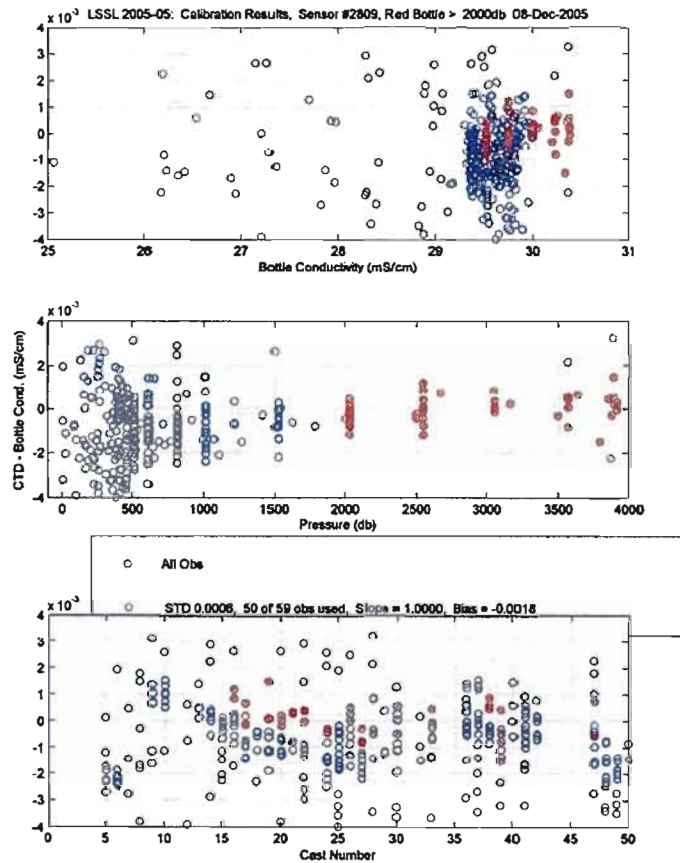 LSSL 2005-05: Calibration Results, Sensor #2809, Red Bottle > 2000db 08-Dec-2005
x 10⁻³
4
3
2
1
0
-1
-2
-3
-4
25 26 27 28 29 30 31
Bottle Conductivity (mS/cm)
x 10⁻³
4
2
0
-2
-4
CTD - Bottle Cond. (mS/cm)
0 500 1000 1500 2000 2500 3000 3500 4000
Pressure (db)
All Obs
x 10⁻³
STD 0.0006, 50 of 59 obs used, Slope = 1.0000, Bias = -0.0018
4
3
2
1
0
-1
-2
-3
-4
0 5 10 15 20 25 30 35 40 45 50
Cast Number